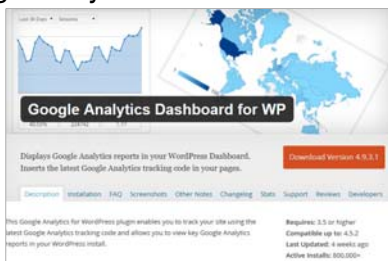 Last 30 Days Sessions
Google Analytics Dashboard for WP
Displays Google Analytics reports in your WordPress Dashboard.
Inserts the latest Google Analytics tracking code in your pages.
Download Version 4.9.3.1
Description Installation FAQ Screenshots Other Notes Changelog Stats Support Reviews Developers
This Google Analytics for WordPress plugin enables you to track your site using the
latest Google Analytics tracking code and allows you to view key Google Analytics
reports in your WordPress install.
Requires: 3.5 or higher
Compatible up to: 4.5.2
Last Updated: 4 weeks ago
Active Installs: 800,000+